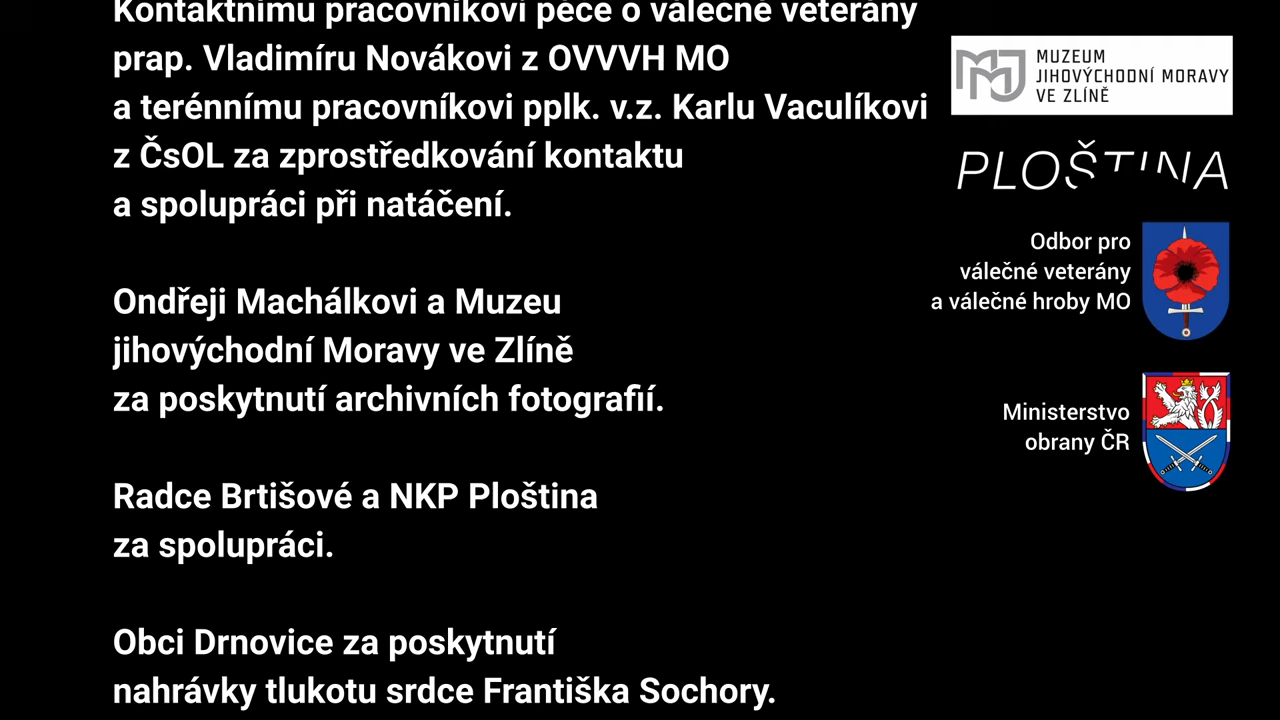 Kontaktnímu pracovníkovi péče o válečné veterány
prap. Vladimíru Novákovi z OVVVH MO
a terénnímu pracovníkovi pplk. v.z. Karlu Vaculíkovi
z ČsOL za zprostředkování kontaktu
a spolupráci při natáčení.
Ondřeji Machálkovi a Muzeu
jihovýchodní Moravy ve Zlíně
za poskytnutí archivních fotografií.
Radce Brtišové a NKP Ploština
za spolupráci.
Obci Drnovice za poskytnutí
nahrávky tlukotu srdce Františka Sochory.
MUZEUM
JIHOVÝCHODNÍ MORAVY
VE ZLÍNĚ
PLOŠTINA
Odbor pro
válečné veterány
a válečné hroby MO
Ministerstvo
obrany ČR